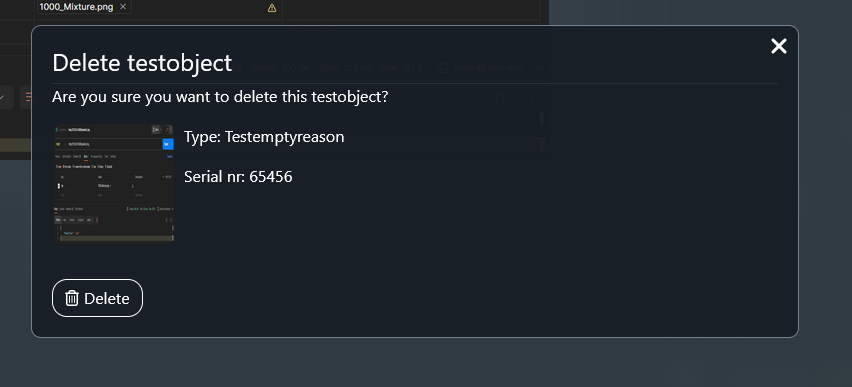 1000_Mixture.png
Delete testobject
Are you sure you want to delete this testobject?
Type: Testemptyreason
Serial nr: 65456
Delete